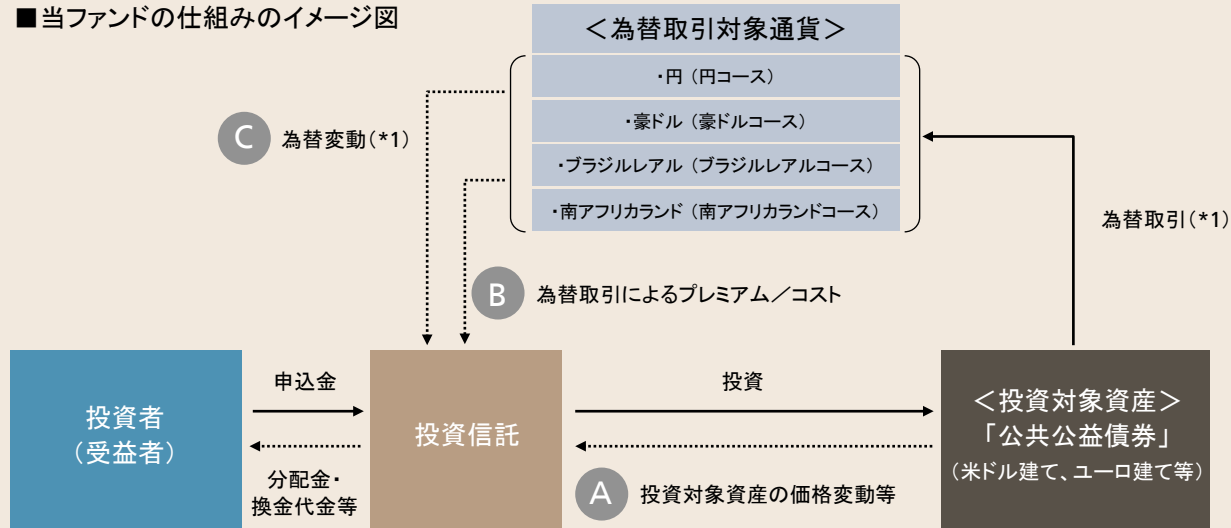 ■当ファンドの仕組みのイメージ図
＜為替取引対象通貨＞
・円（円コース）
・豪ドル（豪ドルコース）
・ブラジルレアル（ブラジルレアルコース）
・南アフリカランド（南アフリカランドコース）
C 為替変動(*1)
為替取引(*1)
B 為替取引によるプレミアム／コスト
投資者
（受益者）
申込金
分配金・
換金代金等
投資信託
投資
A 投資対象資産の価格変動等
＜投資対象資産＞
「公共公益債券」
（米ドル建て、ユーロ建て等）